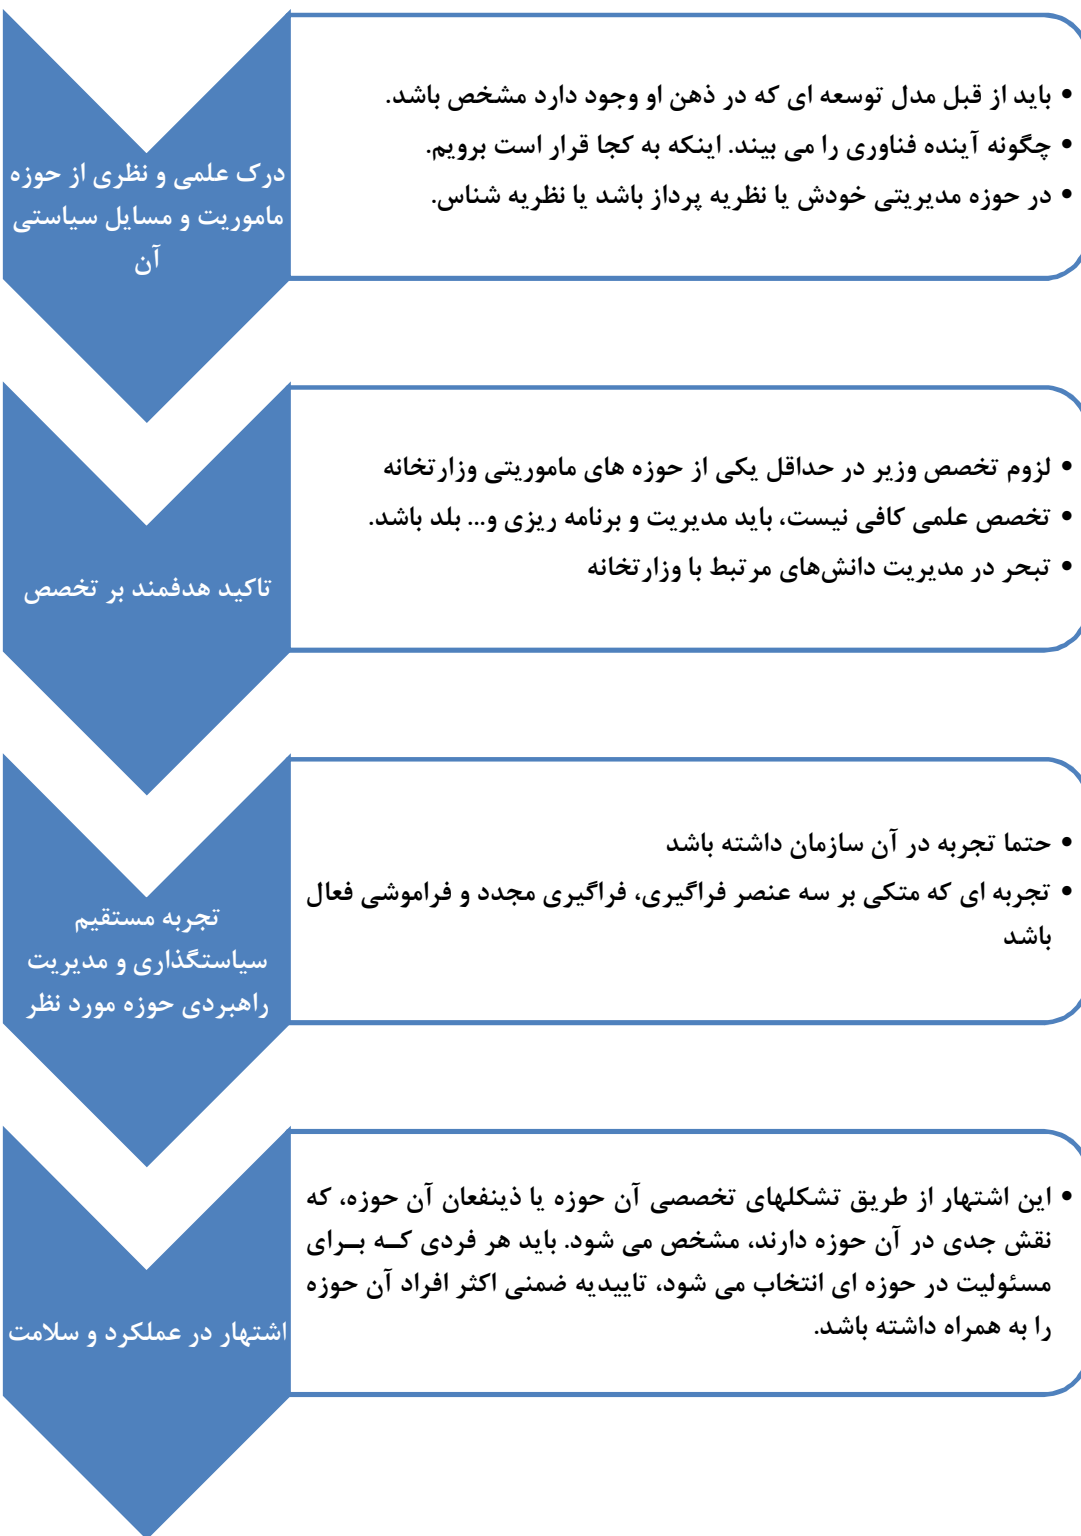 درک علمی و نظری از حوزه
ماموریت و مسایل سیاستی
آن
• باید از قبل مدل توسعه ای که در ذهن او وجود دارد مشخص باشد.
• چگونه آینده فناوری را می بیند. اینکه به کجا قرار است برویم.
• در حوزه مدیریتی خودش یا نظریه پرداز باشد یا نظریه شناس.
تاکید هدفمند بر تخصص
• لزوم تخصص وزیر در حداقل یکی از حوزه های ماموریتی وزارتخانه
• تخصص علمی کافی نیست، باید مدیریت و برنامه ریزی و... بلد باشد.
• تبحر در مدیریت دانش‌های مرتبط با وزارتخانه
تجربه مستقیم
سیاستگذاری و مدیریت
راهبردی حوزه مورد نظر
• حتما تجربه در آن سازمان داشته باشد
• تجربه ای که متکی بر سه عنصر فراگیری، فراگیری مجدد و فراموشی فعال
باشد
اشتهار در عملکرد و سلامت
• این اشتهار از طریق تشکلهای تخصصی آن حوزه یا ذینفعان آن حوزه، که
نقش جدی در آن حوزه دارند، مشخص می شود. باید هر فردی کــه بــرای
مسئولیت در حوزه ای انتخاب می شود، تاییدیه ضمنی اکثر افراد آن حوزه
را به همراه داشته باشد.